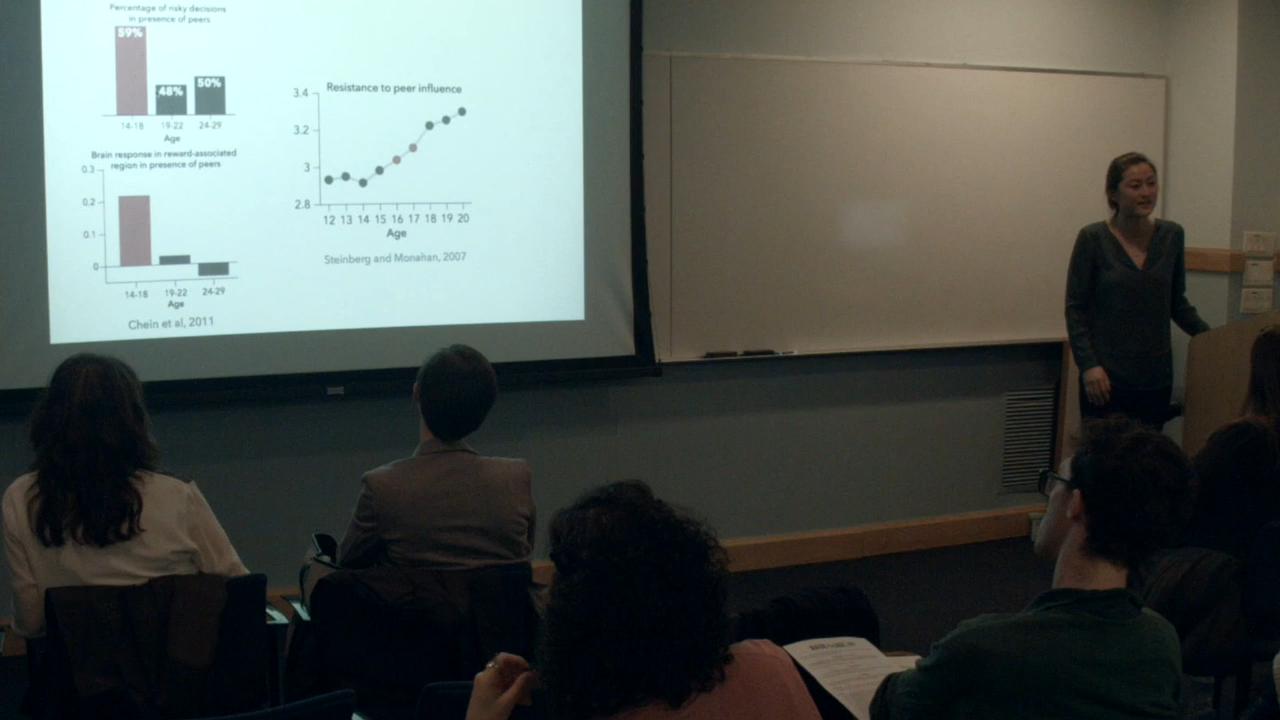 Percentage of risky decisions
in presence of peers
59%
48%
50%
14-18 19-22 24-29
Age
Brain response in reward-associated
region in presence of peers
0.3
0.2
0.1
0
14-18 19-22 24-29
Age
Chein et al, 2011
Resistance to peer influence
3.4
3.2
3
2.8
12 13 14 15 16 17 18 19 20
Age
Steinberg and Monahan, 2007